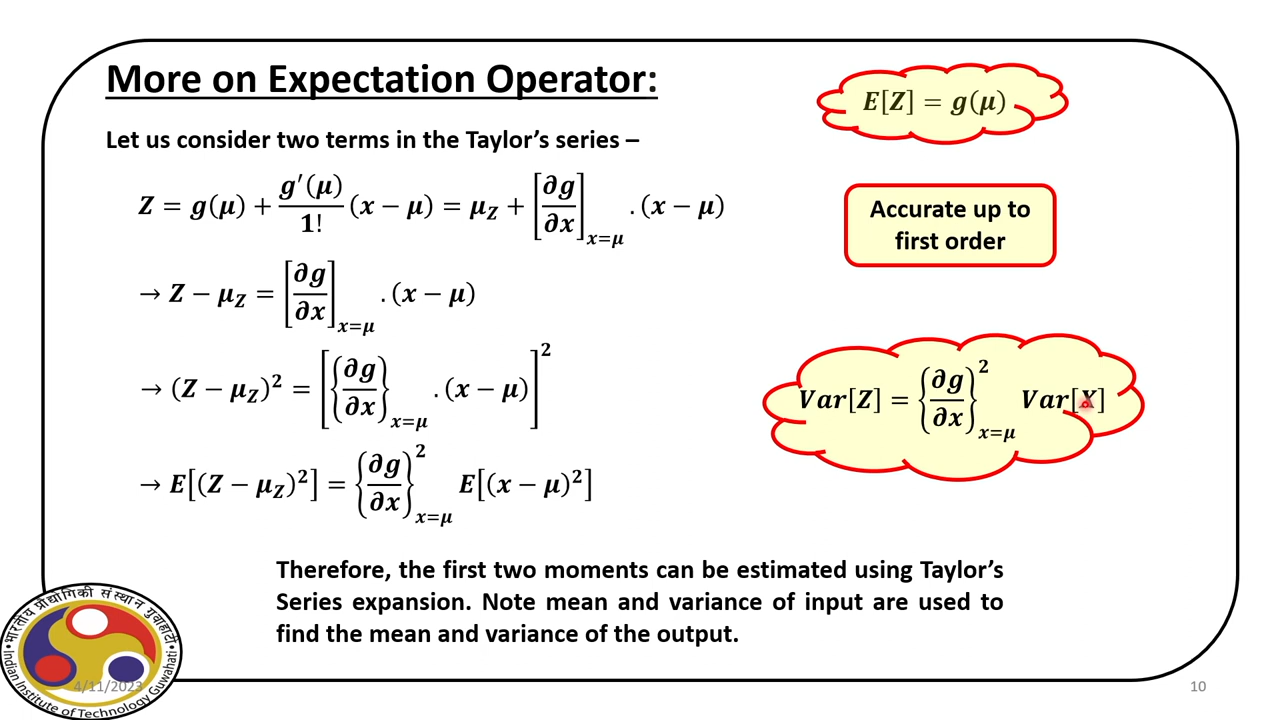 More on Expectation Operator:
E[Z] = g(μ)
Let us consider two terms in the Taylor's series –
Z = g(μ) + g′(μ)/1! (x − μ) = μ_Z + [∂g/∂x]_{x=μ} . (x − μ)
Accurate up to
first order
→ Z − μ_Z = [∂g/∂x]_{x=μ} . (x − μ)
→ (Z − μ_Z)² = [{∂g/∂x}_{x=μ} . (x − μ)]²
Var[Z] = {∂g/∂x}²_{x=μ} Var[X]
→ E[(Z − μ_Z)²] = {∂g/∂x}²_{x=μ} E[(x − μ)²]
Therefore, the first two moments can be estimated using Taylor's
Series expansion. Note mean and variance of input are used to
find the mean and variance of the output.
भारतीय प्रौद्योगिकी संस्थान गुवाहाटी
Indian Institute of Technology Guwahati
4/11/2023
10